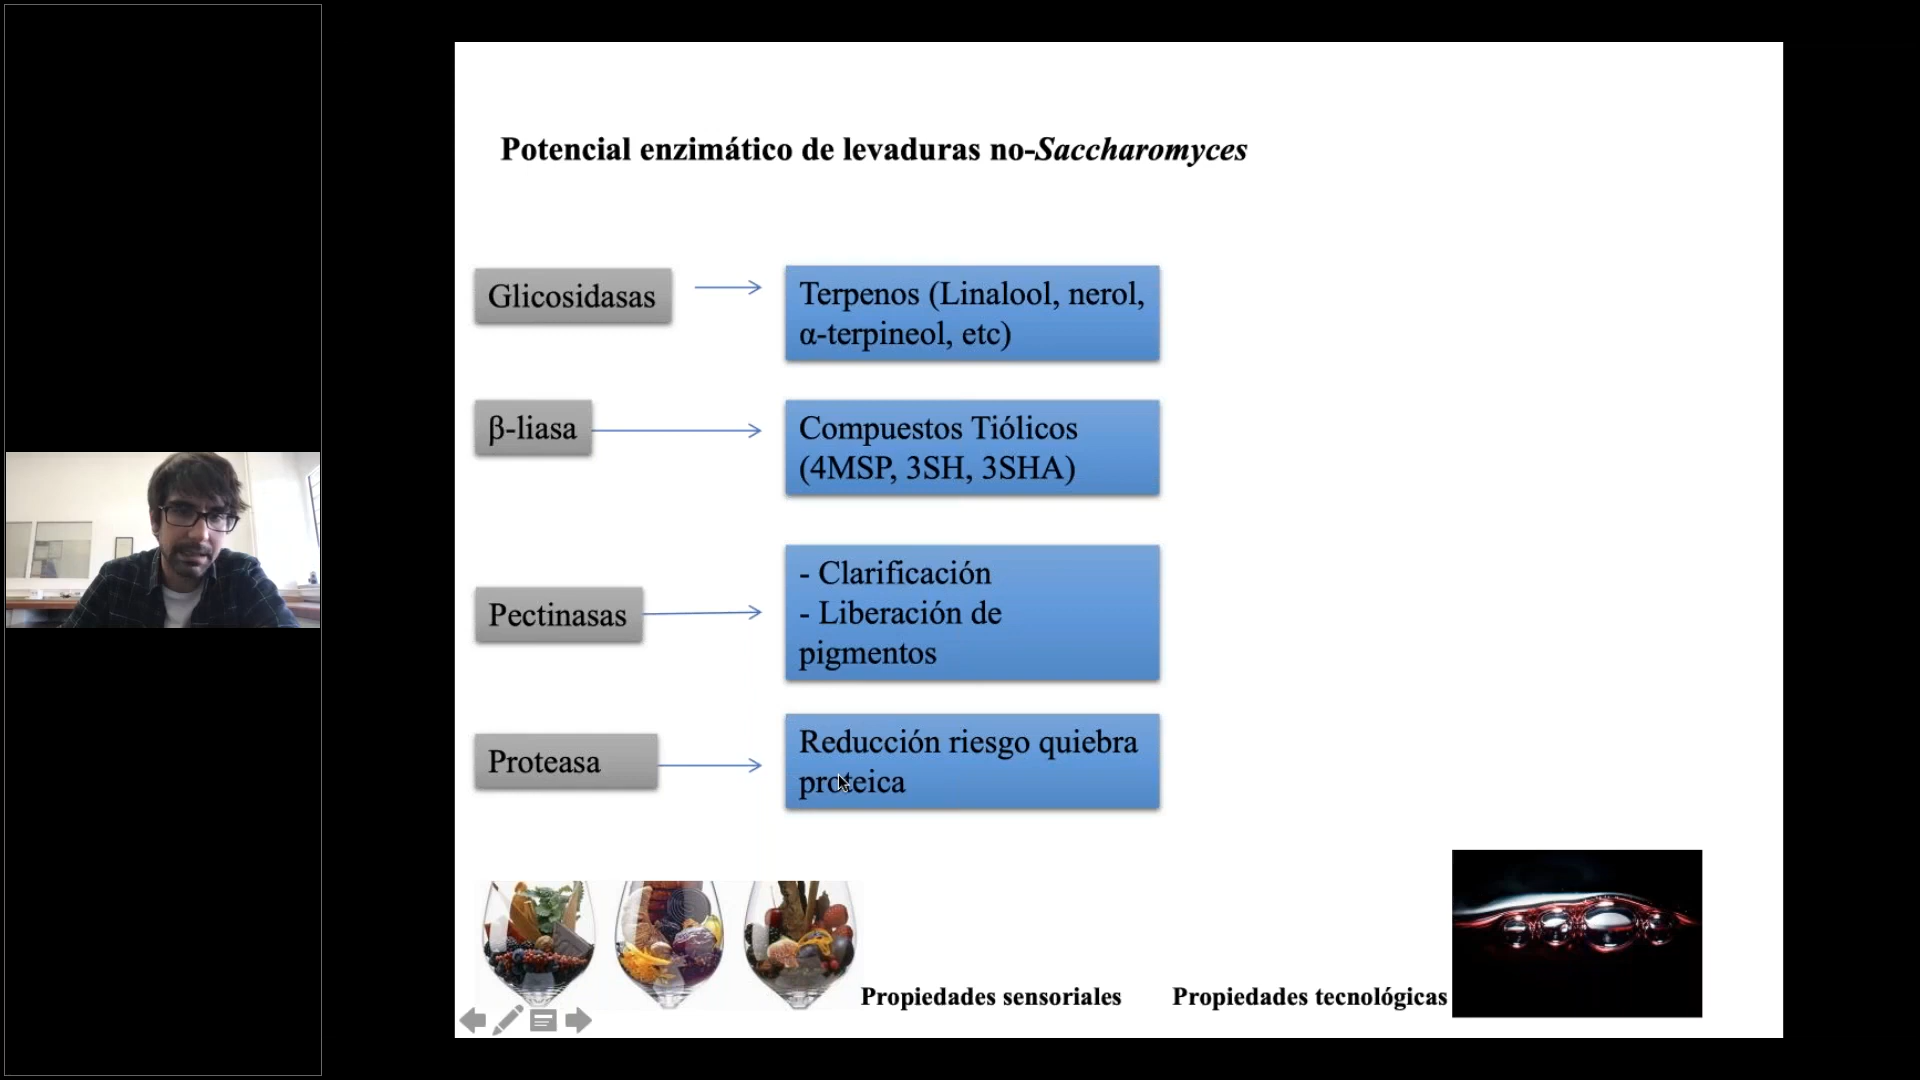 Potencial enzimático de levaduras no-Saccharomyces
Glicosidasas
Terpenos (Linalool, nerol,
α-terpineol, etc)
β-liasa
Compuestos Tiólicos
(4MSP, 3SH, 3SHA)
Pectinasas
- Clarificación
- Liberación de
pigmentos
Proteasa
Reducción riesgo quiebra
proteica
Propiedades sensoriales
Propiedades tecnológicas